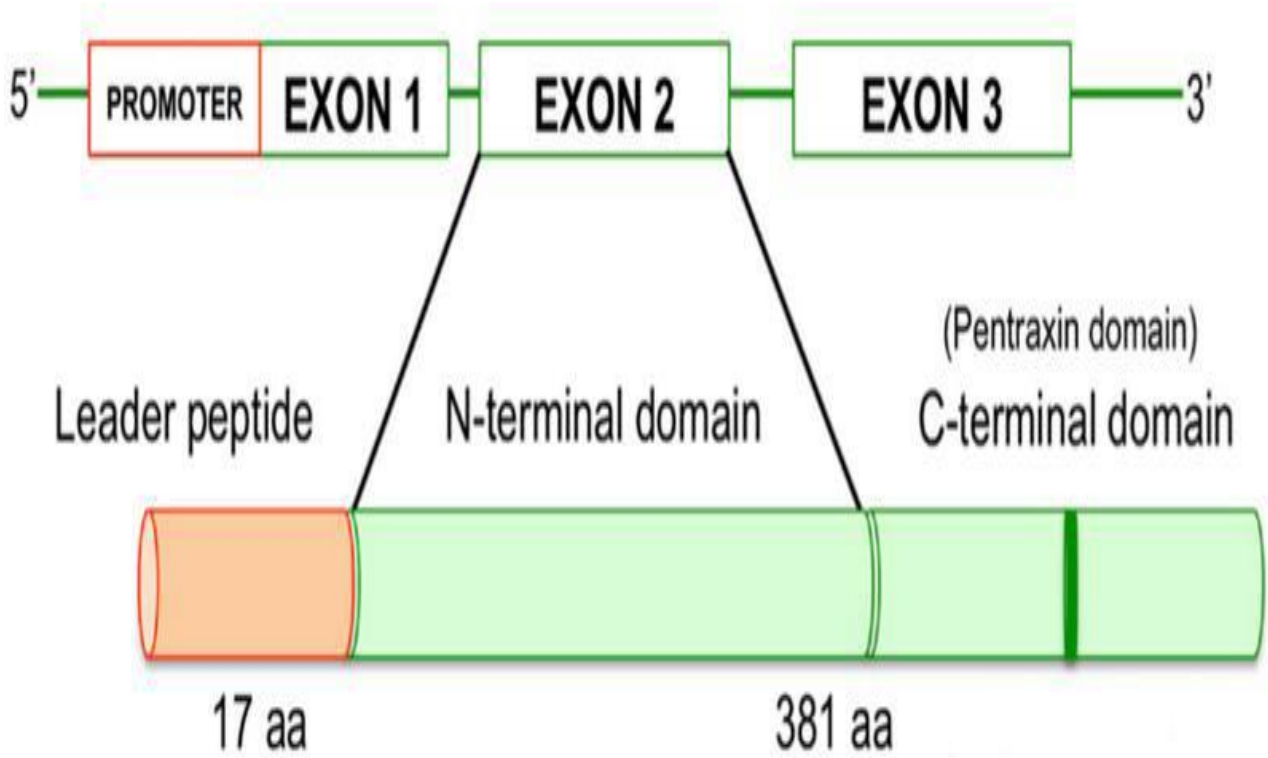 5’ PROMOTER EXON 1 EXON 2 EXON 3 3’
(Pentraxin domain)
Leader peptide N-terminal domain C-terminal domain
17 aa 381 aa